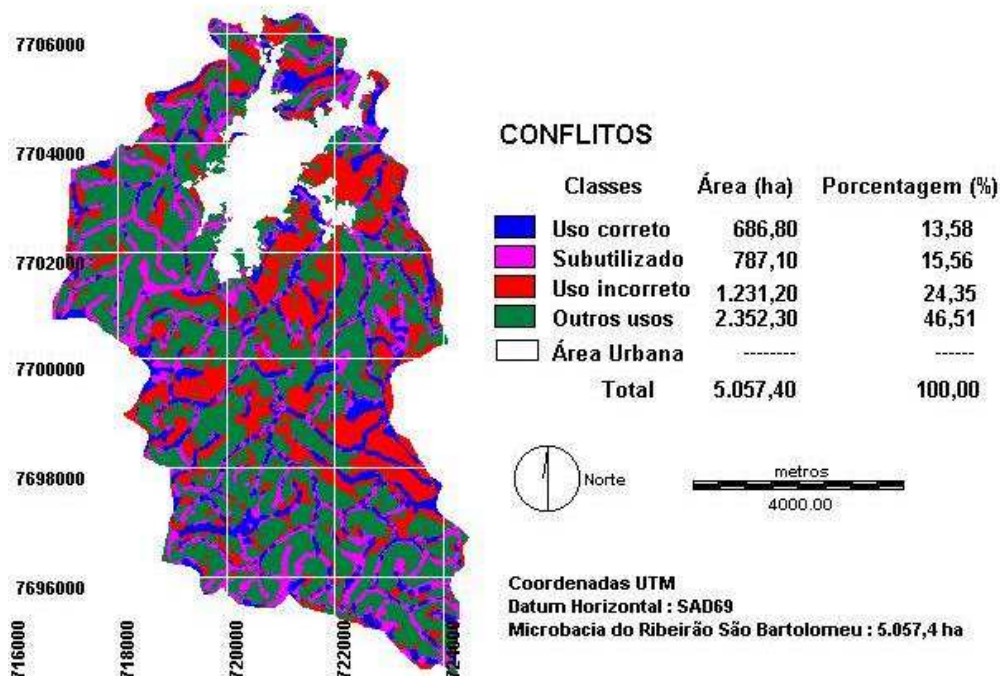 7706000
7704000
7702000
7700000
7698000
7696000
716000
718000
720000
722000
724000
CONFLITOS
Classes Área (ha) Porcentagem (%)
Uso correto 686,80 13,58
Subutilizado 787,10 15,56
Uso incorreto 1.231,20 24,35
Outros usos 2.352,30 46,51
Área Urbana -------- ------
Total 5.057,40 100,00
Norte
metros
4000.00
Coordenadas UTM
Datum Horizontal : SAD69
Microbacia do Ribeirão São Bartolomeu : 5.057,4 ha